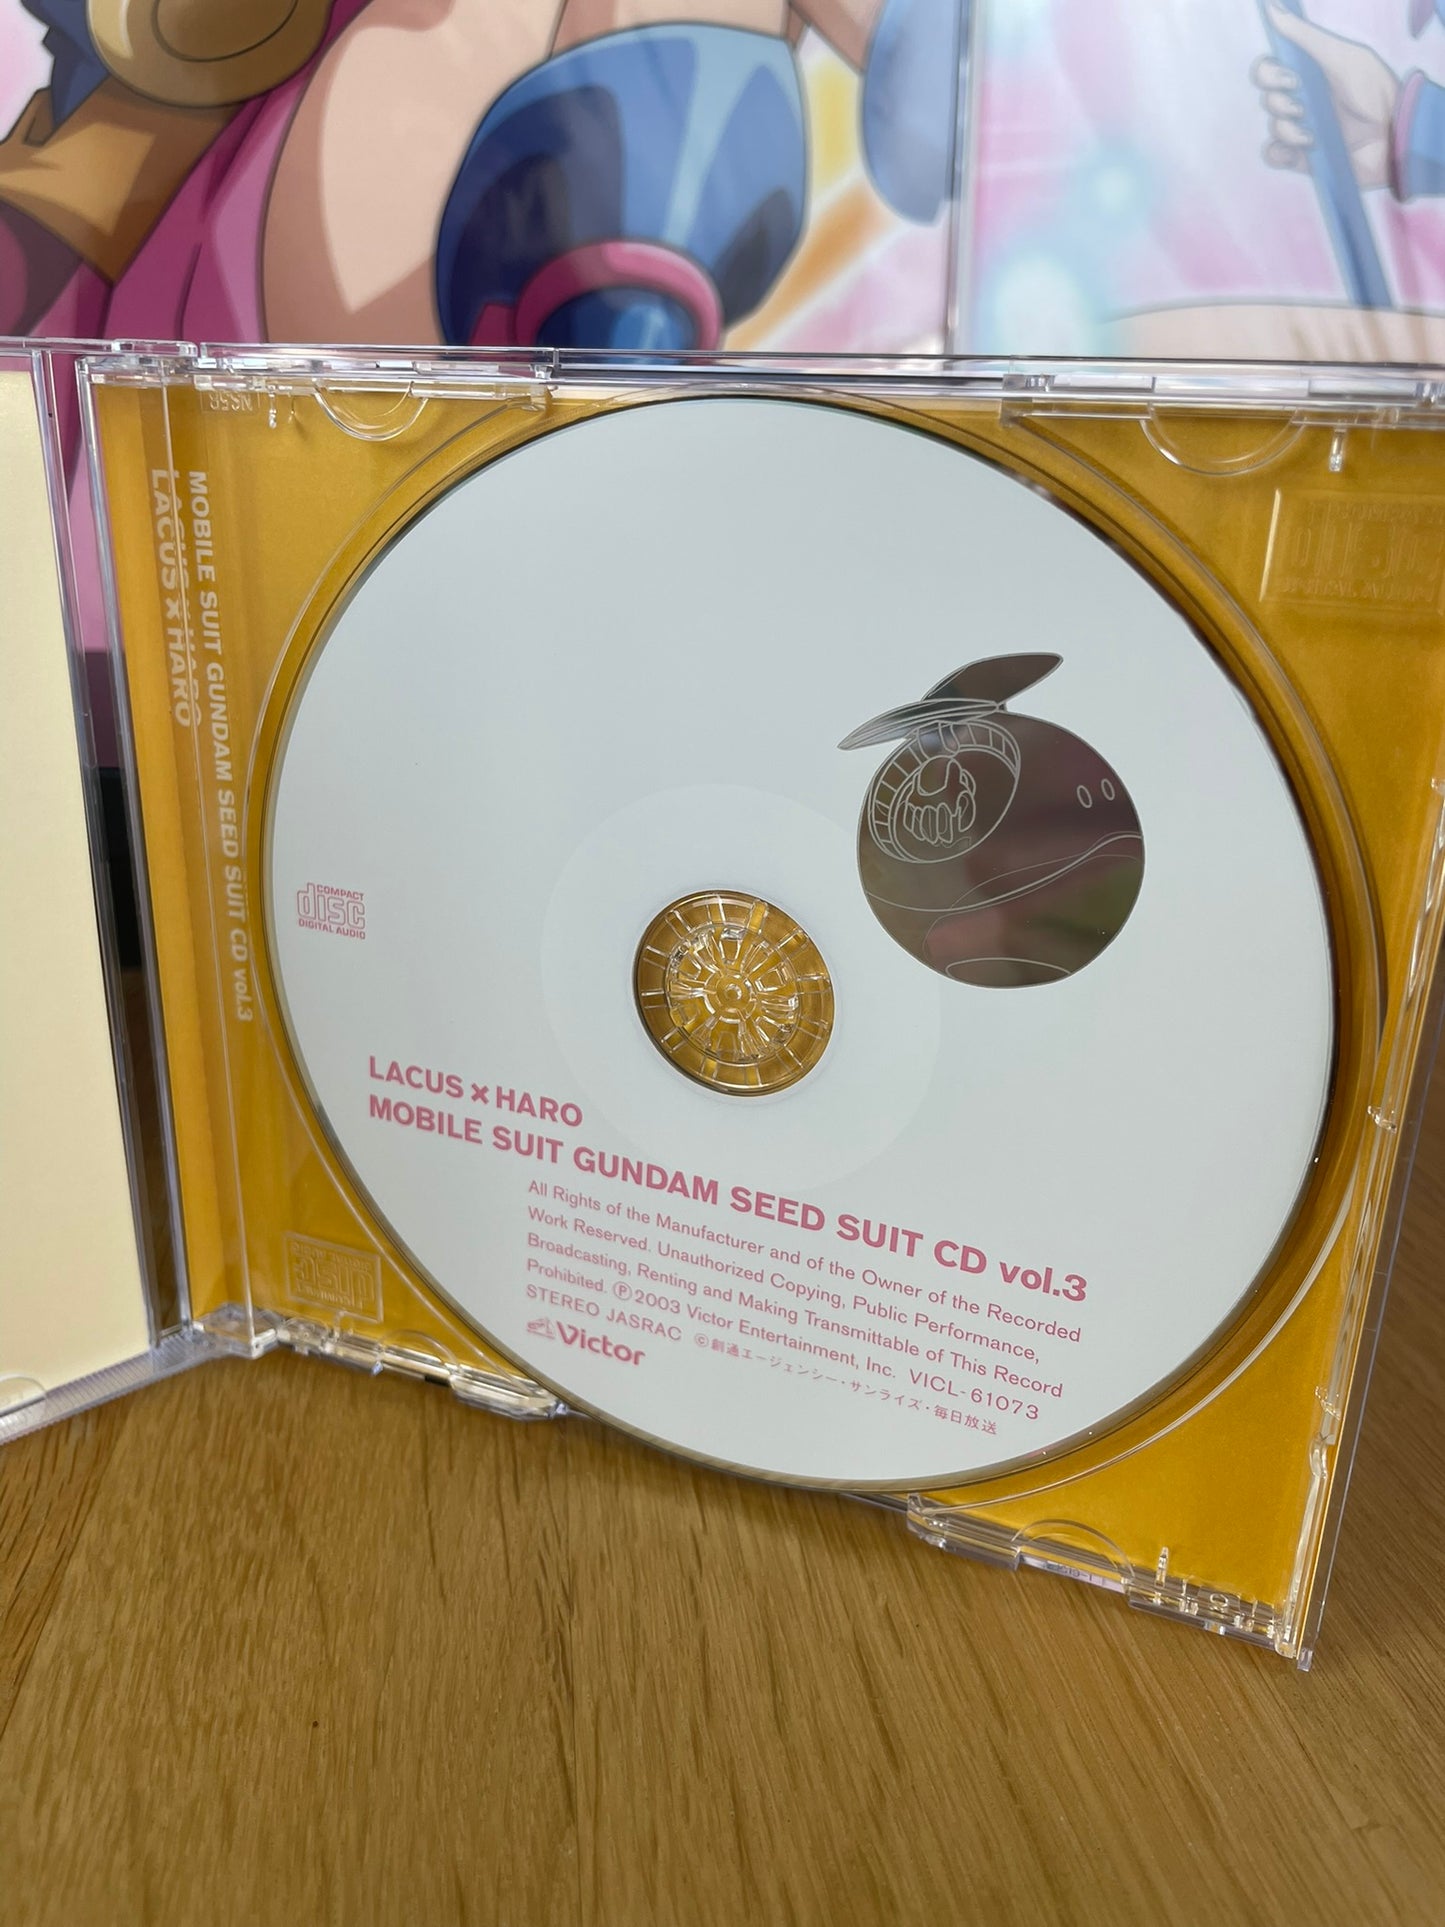 MOBILE SUIT GUNDAM SEED SUIT CD vol.3
LACUS × HARO
COMPACT
disc
DIGITAL AUDIO
LACUS × HARO
MOBILE SUIT GUNDAM SEED SUIT CD vol.3
All Rights of the Manufacturer and of the Owner of the Recorded
Work Reserved. Unauthorized Copying, Public Performance,
Broadcasting, Renting and Making Transmittable of This Record
Prohibited. Ⓟ2003 Victor Entertainment, Inc. VICL-61073
STEREO JASRAC ©創通エージェンシー・サンライズ・毎日放送
Victor